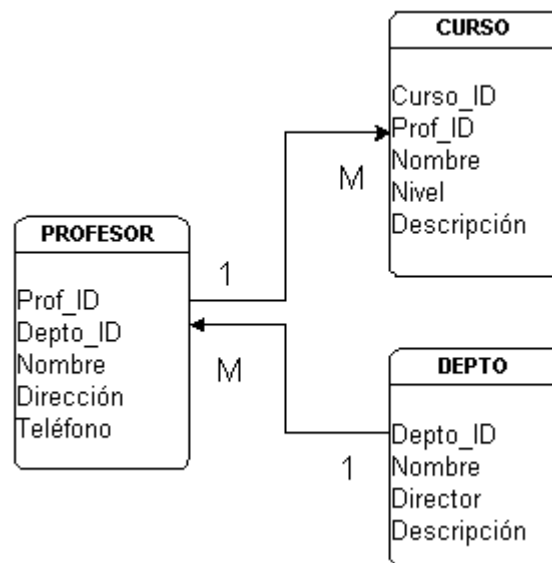 CURSO
Curso_ID
Prof_ID
Nombre
Nivel
Descripción
M
PROFESOR
Prof_ID
Depto_ID
Nombre
Dirección
Teléfono
1
M
DEPTO
Depto_ID
Nombre
Director
Descripción
1